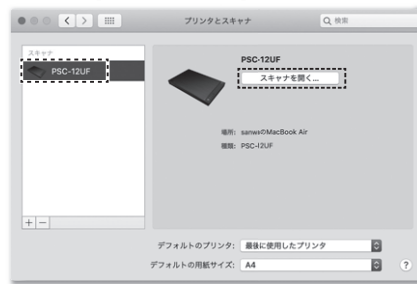 プリンタとスキャナ
検索
スキャナ
PSC-12UF
PSC-12UF
スキャナを開く...
場所: sanwsのMacBook Air
種類: PSC-12UF
+ −
デフォルトのプリンタ: 最後に使用したプリンタ
デフォルトの用紙サイズ: A4
?